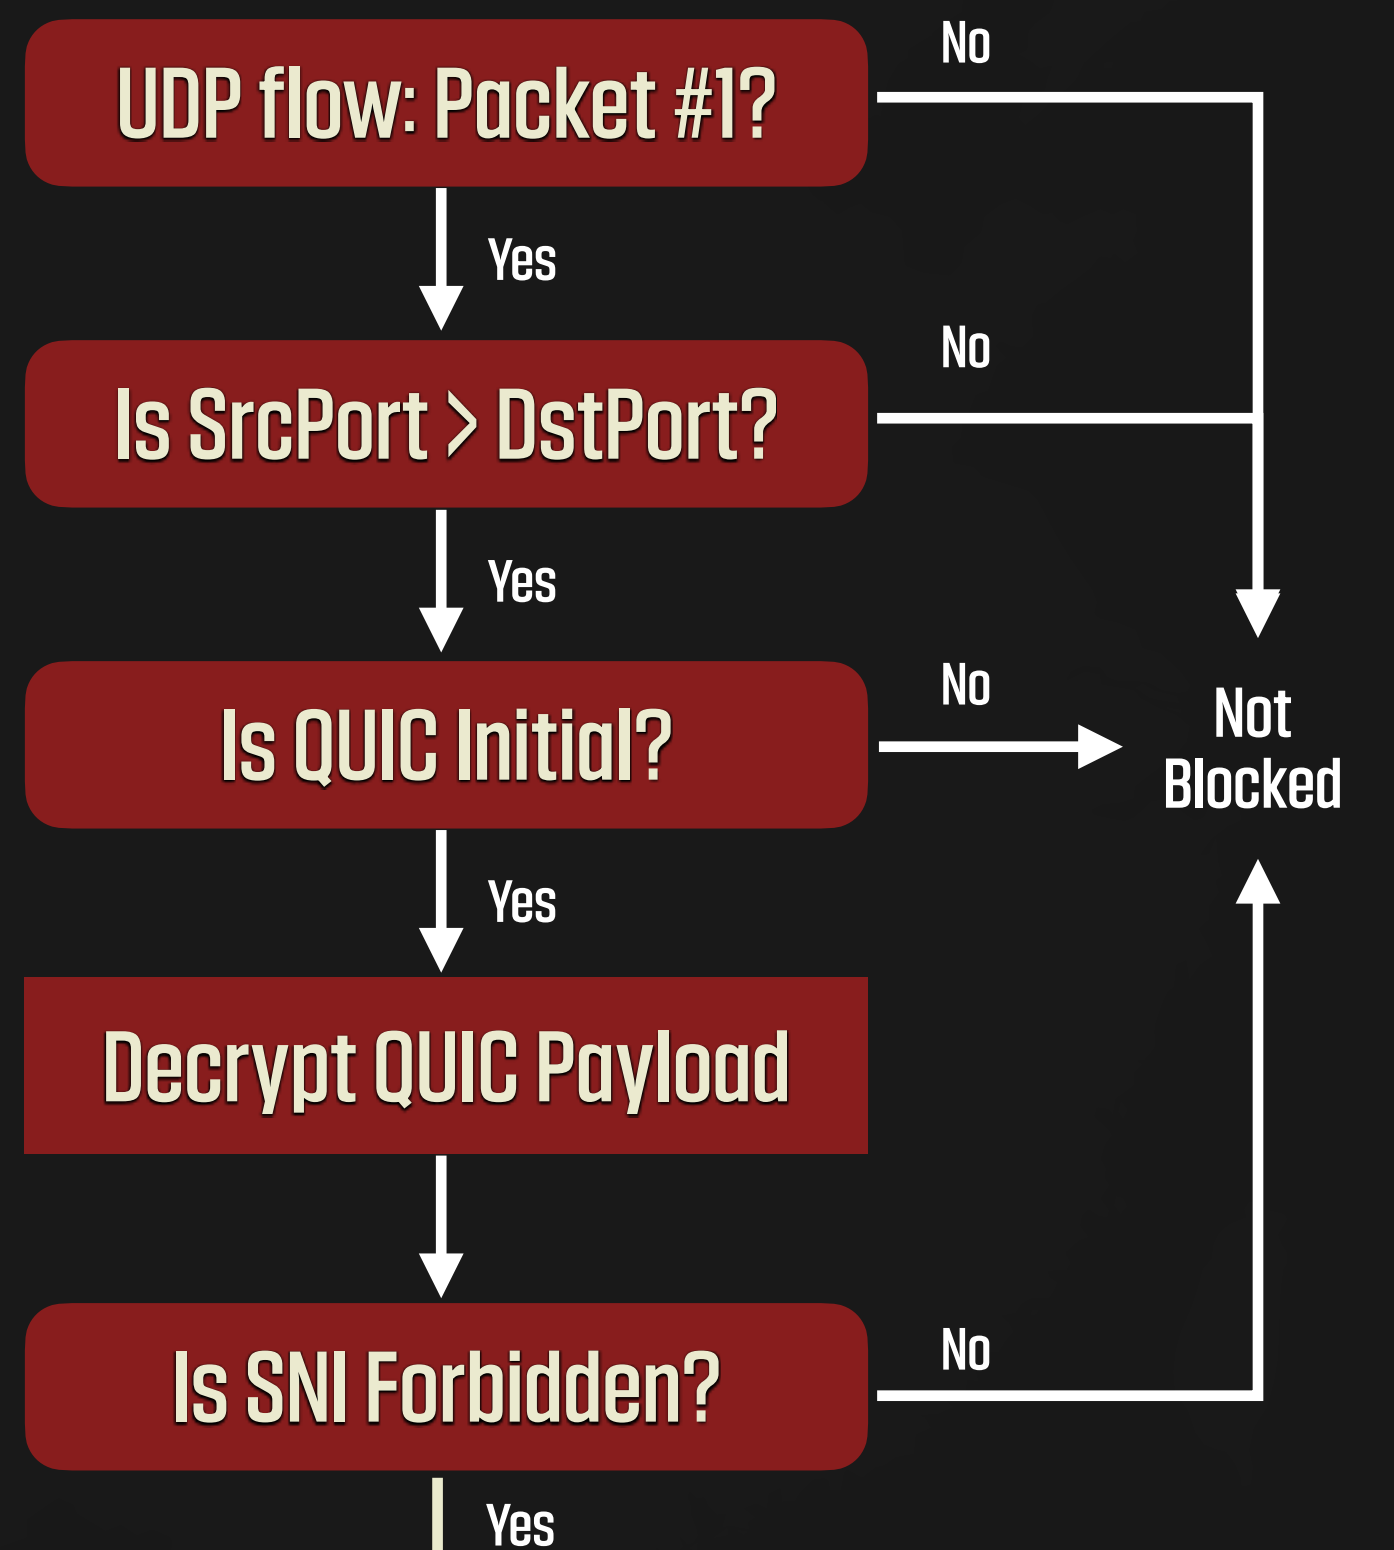 No
UDP flow: Packet #1?
Yes
No
Is SrcPort > DstPort?
Yes
No
Is QUIC Initial?
Not
Blocked
Yes
Decrypt QUIC Payload
No
Is SNI Forbidden?
Yes